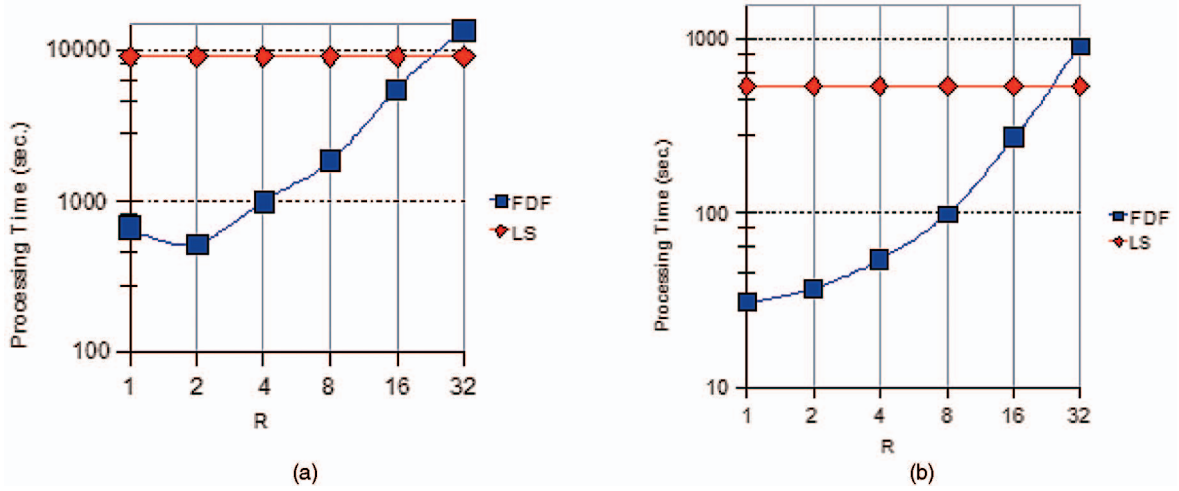 10000
1000
100
Processing Time (sec.)
1 2 4 8 16 32
R
FDF
LS
(a)
1000
100
10
Processing Time (sec.)
1 2 4 8 16 32
R
FDF
LS
(b)